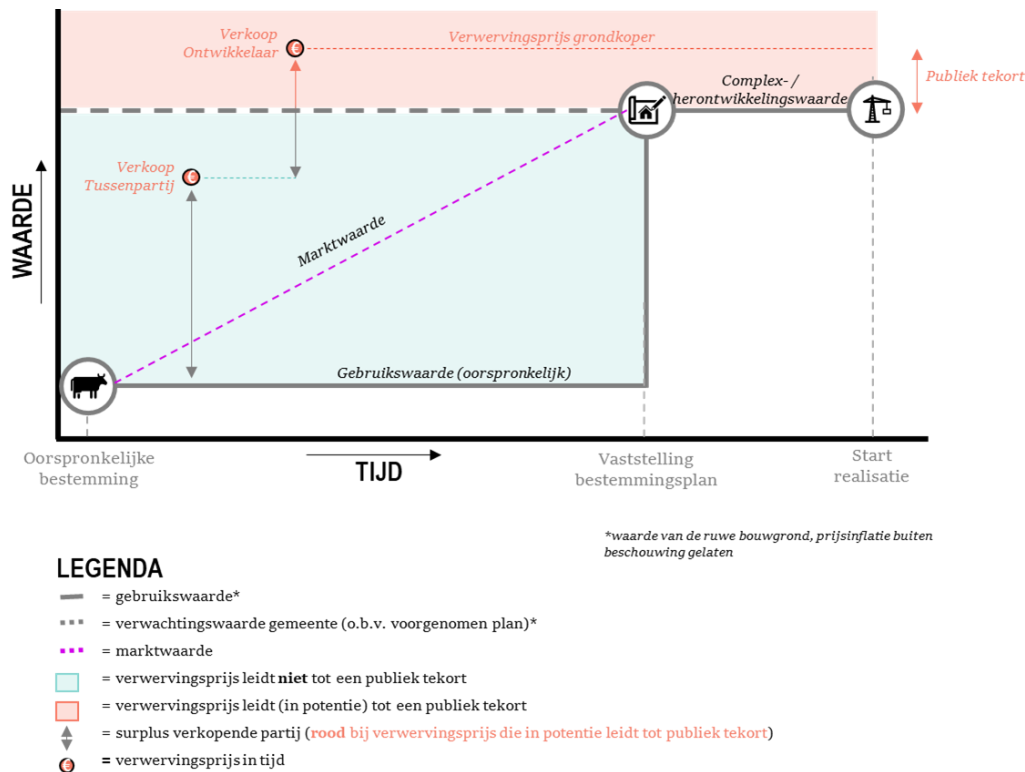 Verkoop
Ontwikkelaar
€
Verwervingsprijs grondkoper
Complex- /
herontwikkelingswaarde
Publiek tekort
Verkoop
Tussenpartij
€
WAARDE
Marktwaarde
Gebruikswaarde (oorspronkelijk)
Oorspronkelijke
bestemming
TIJD
Vaststelling
bestemmingsplan
Start
realisatie
*waarde van de ruwe bouwgrond, prijsinflatie buiten
beschouwing gelaten
LEGENDA
= gebruikswaarde*
= verwachtingswaarde gemeente (o.b.v. voorgenomen plan)*
= marktwaarde
= verwervingsprijs leidt niet tot een publiek tekort
= verwervingsprijs leidt (in potentie) tot een publiek tekort
= surplus verkopende partij (rood bij verwervingsprijs die in potentie leidt tot publiek tekort)
€ = verwervingsprijs in tijd